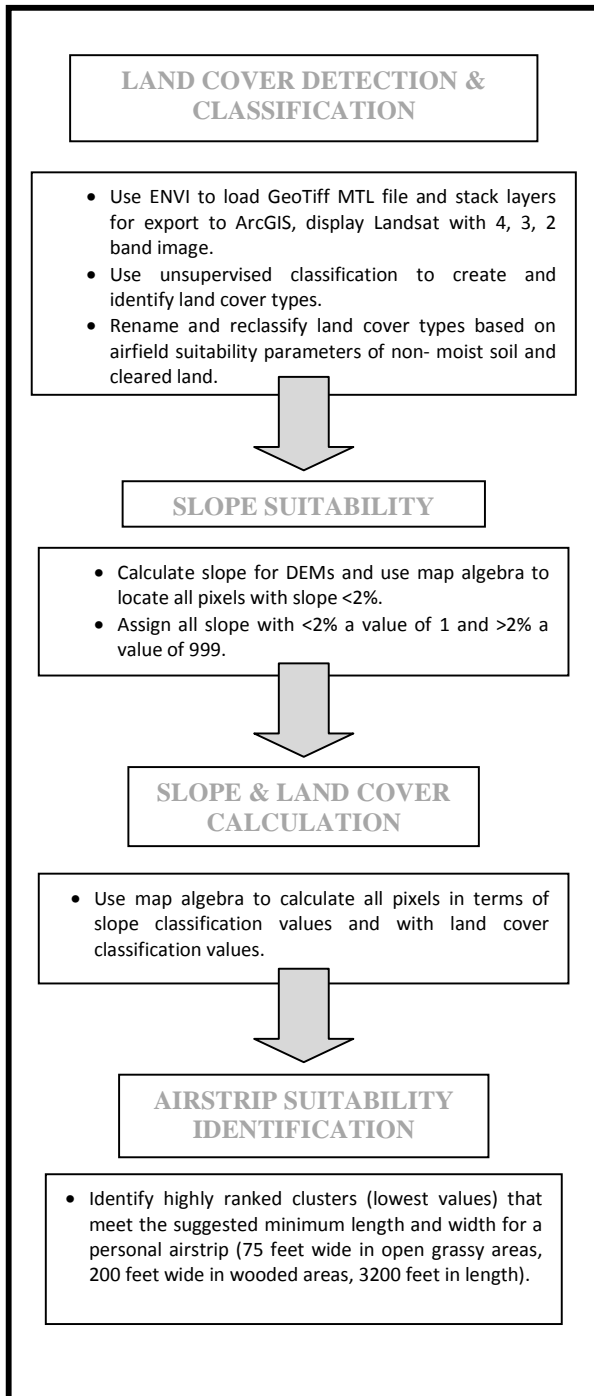 LAND COVER DETECTION &
CLASSIFICATION
• Use ENVI to load GeoTiff MTL file and stack layers
for export to ArcGIS, display Landsat with 4, 3, 2
band image.
• Use unsupervised classification to create and
identify land cover types.
• Rename and reclassify land cover types based on
airfield suitability parameters of non- moist soil and
cleared land.
SLOPE SUITABILITY
• Calculate slope for DEMs and use map algebra to
locate all pixels with slope <2%.
• Assign all slope with <2% a value of 1 and >2% a
value of 999.
SLOPE & LAND COVER
CALCULATION
• Use map algebra to calculate all pixels in terms of
slope classification values and with land cover
classification values.
AIRSTRIP SUITABILITY
IDENTIFICATION
• Identify highly ranked clusters (lowest values) that
meet the suggested minimum length and width for a
personal airstrip (75 feet wide in open grassy areas,
200 feet wide in wooded areas, 3200 feet in length).